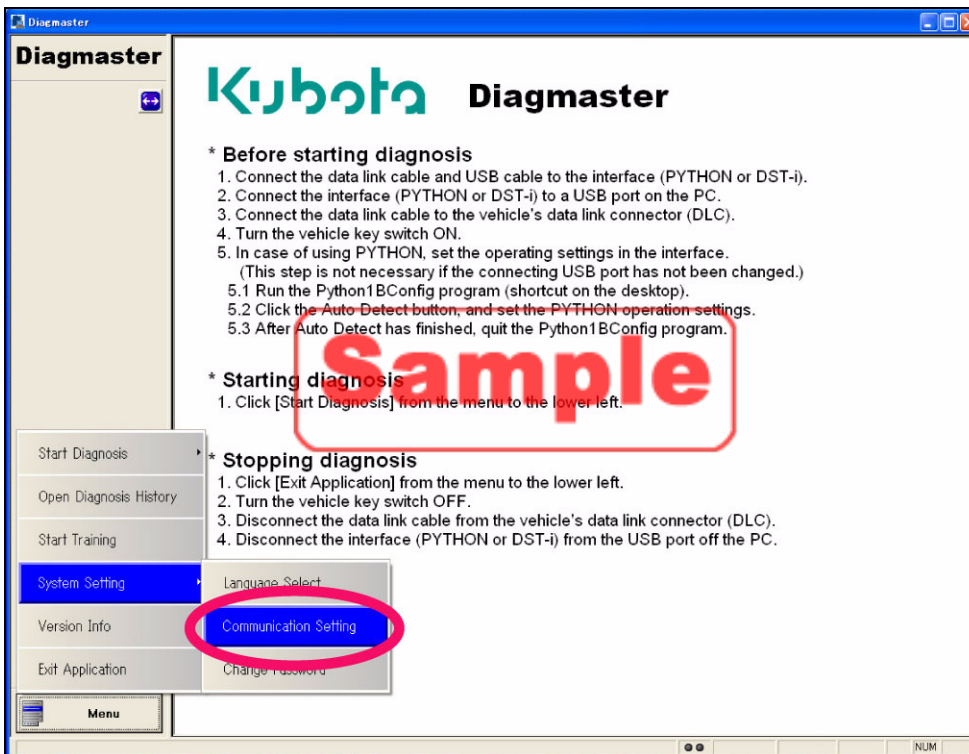 Diagmaster
Diagmaster
Kubota Diagmaster
* Before starting diagnosis
1. Connect the data link cable and USB cable to the interface (PYTHON or DST-i).
2. Connect the interface (PYTHON or DST-i) to a USB port on the PC.
3. Connect the data link cable to the vehicle's data link connector (DLC).
4. Turn the vehicle key switch ON.
5. In case of using PYTHON, set the operating settings in the interface.
(This step is not necessary if the connecting USB port has not been changed.)
5.1 Run the Python1BConfig program (shortcut on the desktop).
5.2 Click the Auto Detect button, and set the PYTHON operation settings.
5.3 After Auto Detect has finished, quit the Python1BConfig program.
Sample
* Starting diagnosis
1. Click [Start Diagnosis] from the menu to the lower left.
* Stopping diagnosis
1. Click [Exit Application] from the menu to the lower left.
2. Turn the vehicle key switch OFF.
3. Disconnect the data link cable from the vehicle's data link connector (DLC).
4. Disconnect the interface (PYTHON or DST-i) from the USB port off the PC.
Start Diagnosis
Open Diagnosis History
Start Training
System Setting
Version Info
Exit Application
Language Select
Communication Setting
Change Password
Menu
NUM